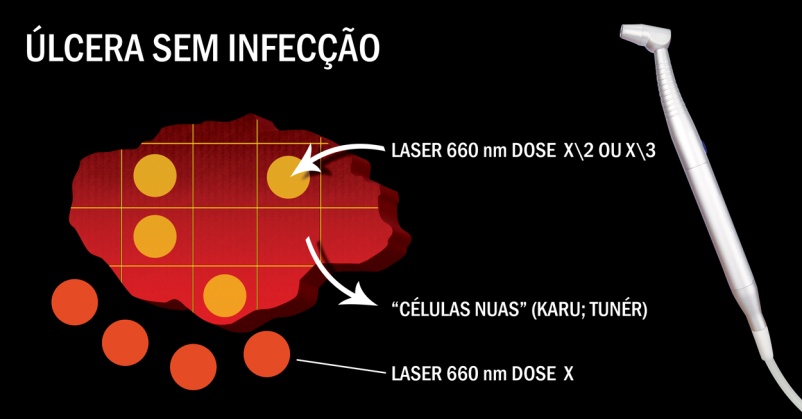 ÚLCERA SEM INFECÇÃO
LASER 660 nm DOSE X\2 OU X\3
“CÉLULAS NUAS” (KARU; TUNÉR)
LASER 660 nm DOSE X